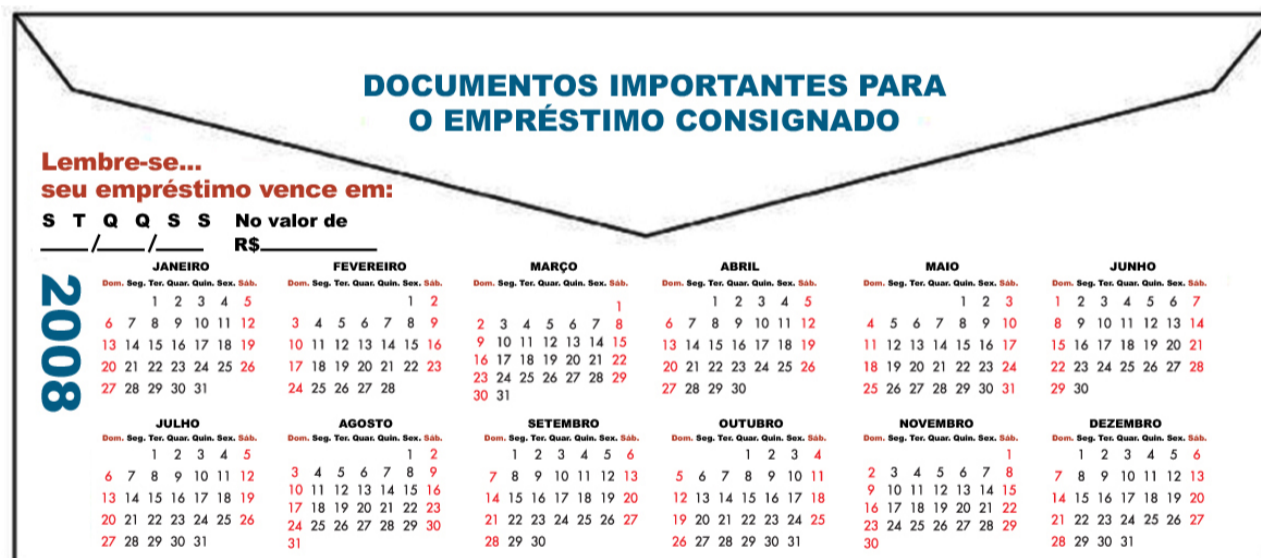 DOCUMENTOS IMPORTANTES PARA
O EMPRÉSTIMO CONSIGNADO
Lembre-se...
seu empréstimo vence em:
S T Q Q S S No valor de
____/____/____ R$__________
2008
JANEIRO
Dom. Seg. Ter. Quar. Quin. Sex. Sáb.
1 2 3 4 5
6 7 8 9 10 11 12
13 14 15 16 17 18 19
20 21 22 23 24 25 26
27 28 29 30 31
FEVEREIRO
Dom. Seg. Ter. Quar. Quin. Sex. Sáb.
1 2
3 4 5 6 7 8 9
10 11 12 13 14 15 16
17 18 19 20 21 22 23
24 25 26 27 28
MARÇO
Dom. Seg. Ter. Quar. Quin. Sex. Sáb.
1
2 3 4 5 6 7 8
9 10 11 12 13 14 15
16 17 18 19 20 21 22
23 24 25 26 27 28 29
30 31
ABRIL
Dom. Seg. Ter. Quar. Quin. Sex. Sáb.
1 2 3 4 5
6 7 8 9 10 11 12
13 14 15 16 17 18 19
20 21 22 23 24 25 26
27 28 29 30
MAIO
Dom. Seg. Ter. Quar. Quin. Sex. Sáb.
1 2 3
4 5 6 7 8 9 10
11 12 13 14 15 16 17
18 19 20 21 22 23 24
25 26 27 28 29 30 31
JUNHO
Dom. Seg. Ter. Quar. Quin. Sex. Sáb.
1 2 3 4 5 6 7
8 9 10 11 12 13 14
15 16 17 18 19 20 21
22 23 24 25 26 27 28
29 30
JULHO
Dom. Seg. Ter. Quar. Quin. Sex. Sáb.
1 2 3 4 5
6 7 8 9 10 11 12
13 14 15 16 17 18 19
20 21 22 23 24 25 26
27 28 29 30 31
AGOSTO
Dom. Seg. Ter. Quar. Quin. Sex. Sáb.
1 2
3 4 5 6 7 8 9
10 11 12 13 14 15 16
17 18 19 20 21 22 23
24 25 26 27 28 29 30
31
SETEMBRO
Dom. Seg. Ter. Quar. Quin. Sex. Sáb.
1 2 3 4 5 6
7 8 9 10 11 12 13
14 15 16 17 18 19 20
21 22 23 24 25 26 27
28 29 30
OUTUBRO
Dom. Seg. Ter. Quar. Quin. Sex. Sáb.
1 2 3 4
5 6 7 8 9 10 11
12 13 14 15 16 17 18
19 20 21 22 23 24 25
26 27 28 29 30 31
NOVEMBRO
Dom. Seg. Ter. Quar. Quin. Sex. Sáb.
1
2 3 4 5 6 7 8
9 10 11 12 13 14 15
16 17 18 19 20 21 22
23 24 25 26 27 28 29
30
DEZEMBRO
Dom. Seg. Ter. Quar. Quin. Sex. Sáb.
1 2 3 4 5 6
7 8 9 10 11 12 13
14 15 16 17 18 19 20
21 22 23 24 25 26 27
28 29 30 31